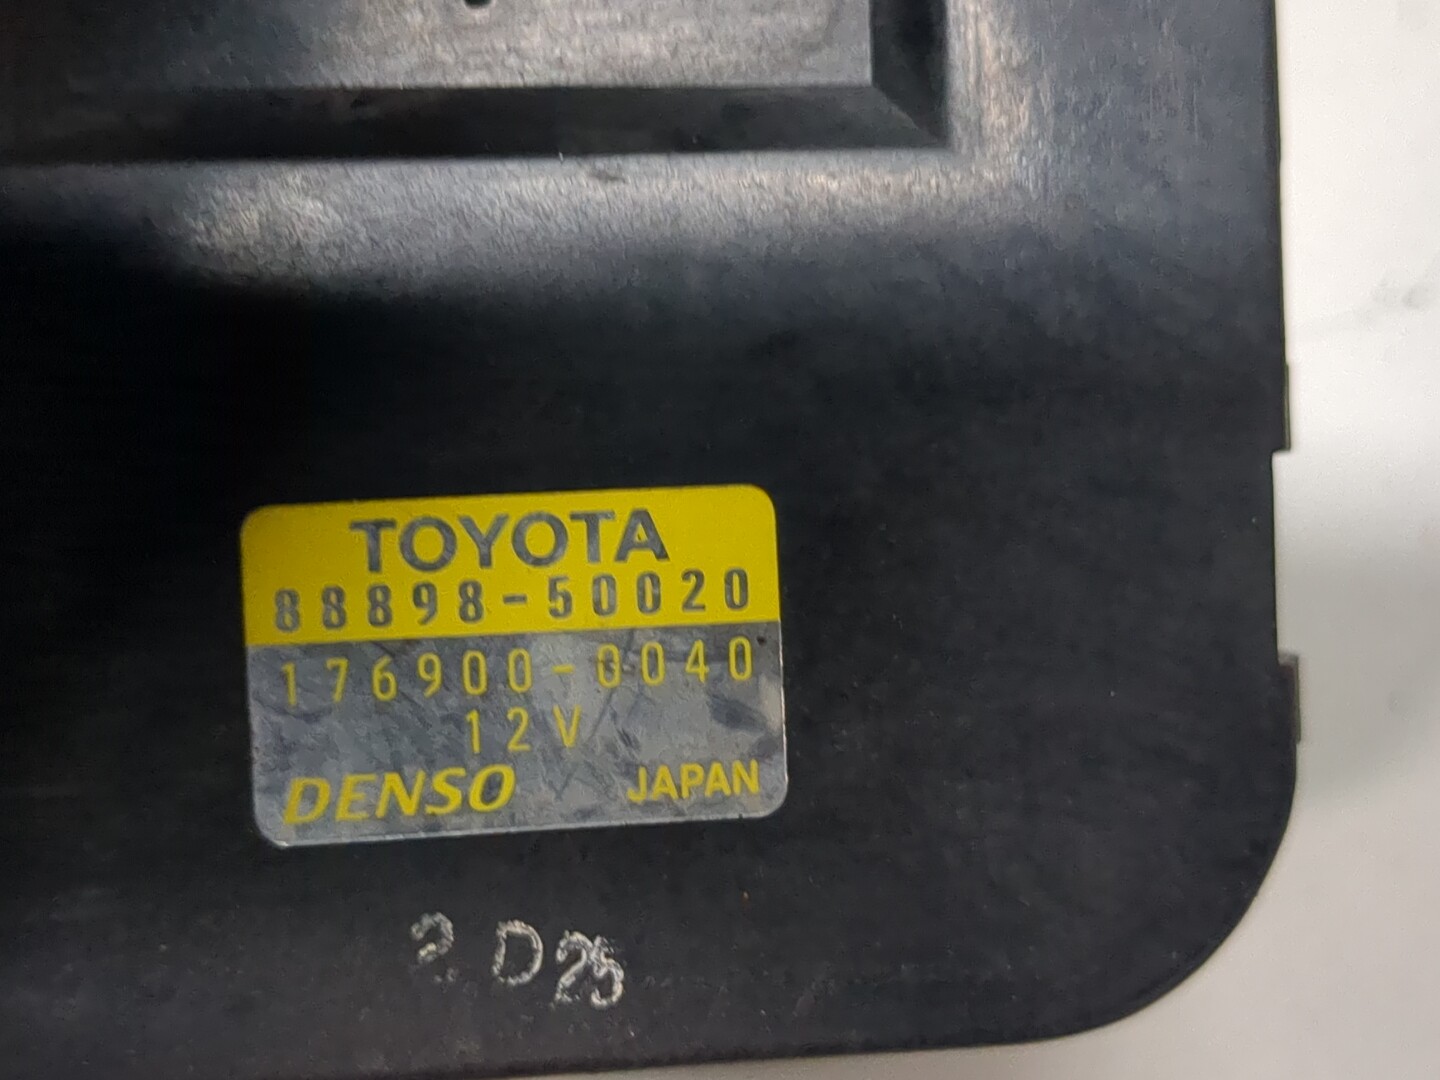 TOYOTA
88898-50020
176900-0040
12V
DENSO JAPAN
2 D25